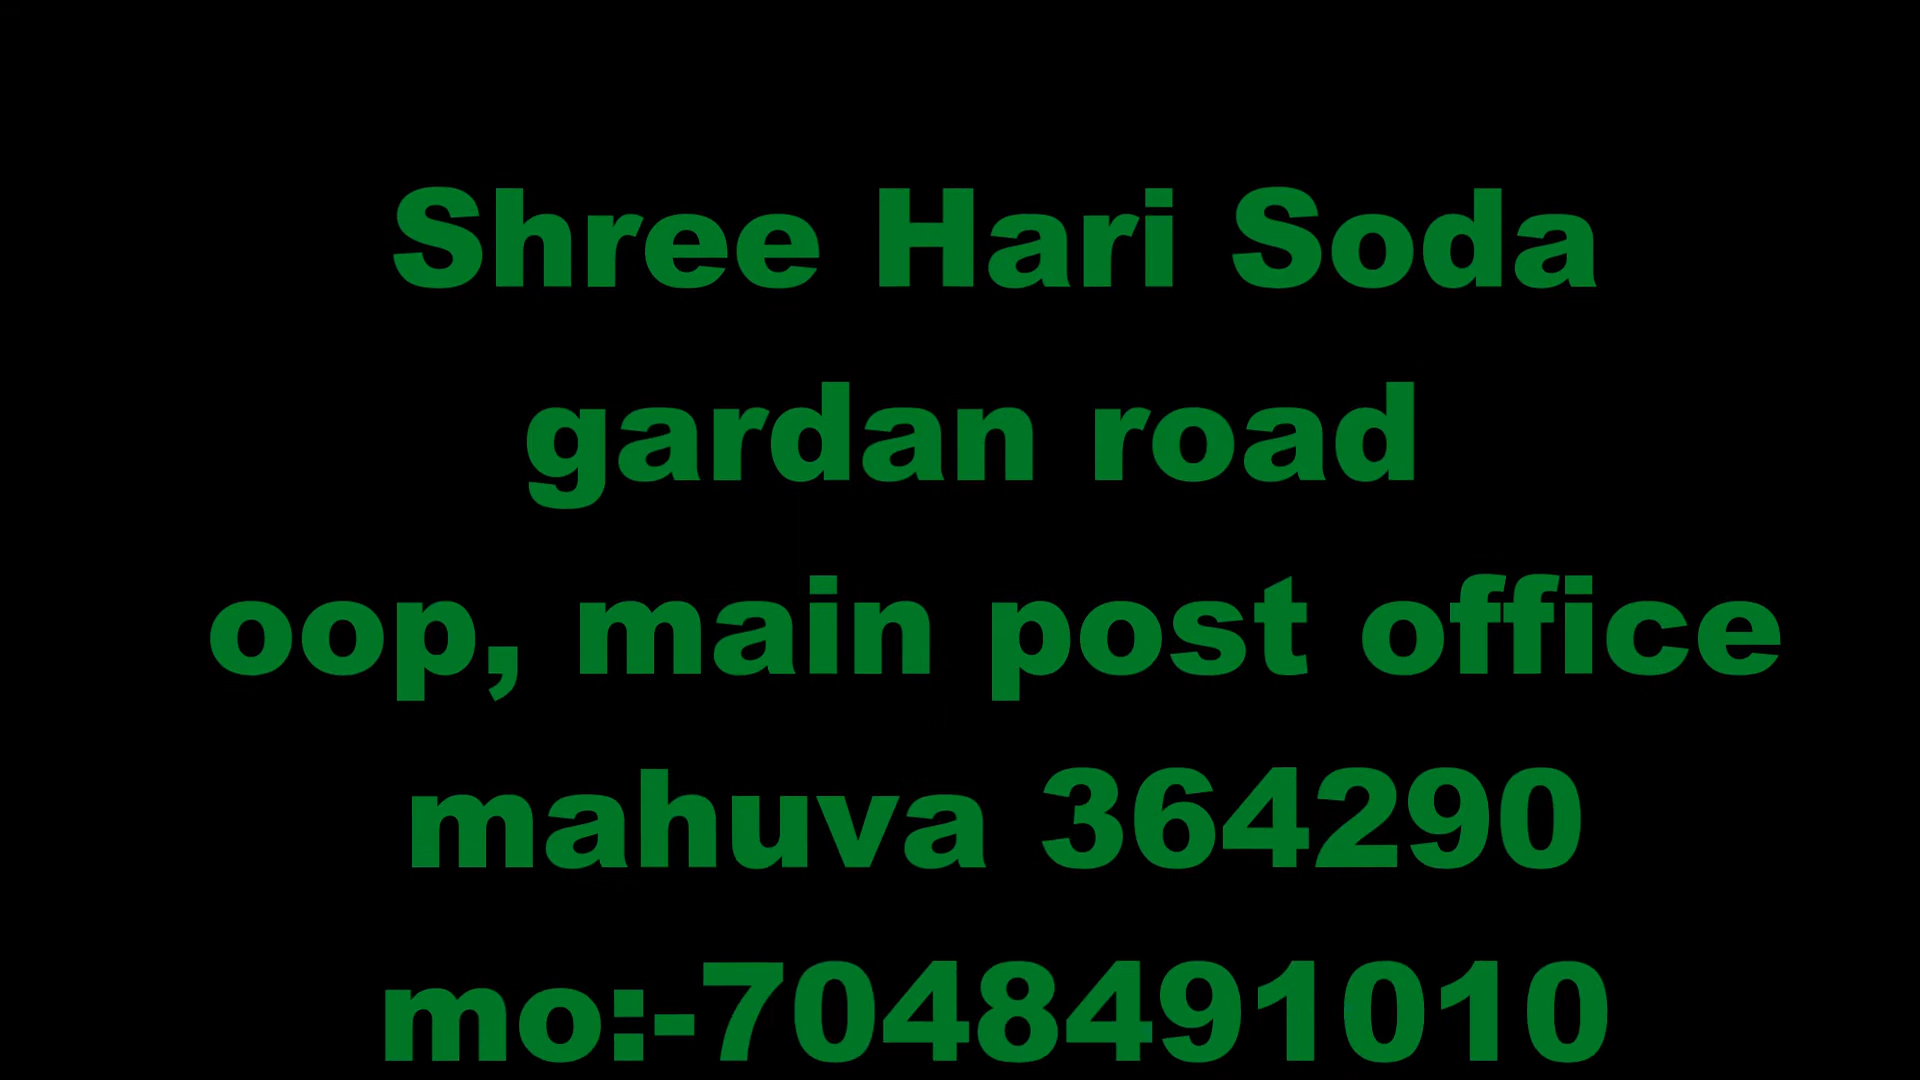 Shree Hari Soda
gardan road
oop, main post office
mahuva 364290
mo:-7048491010